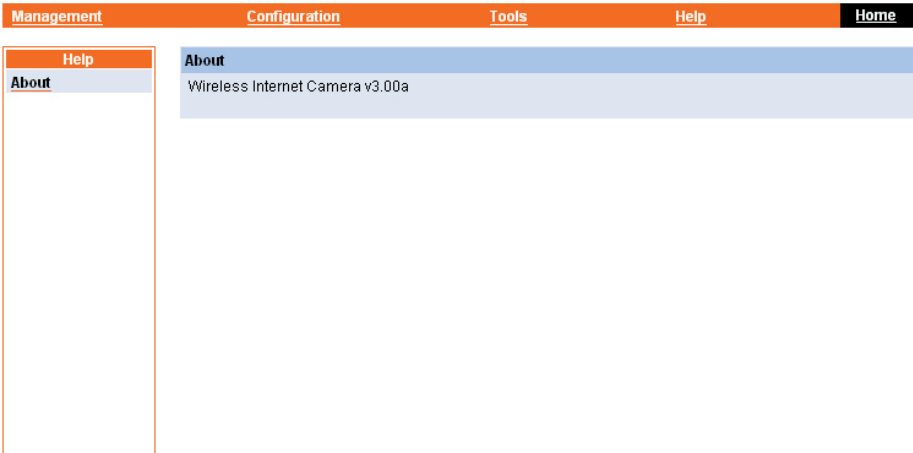 Management Configuration Tools Help Home
Help
About
About
Wireless Internet Camera v3.00a